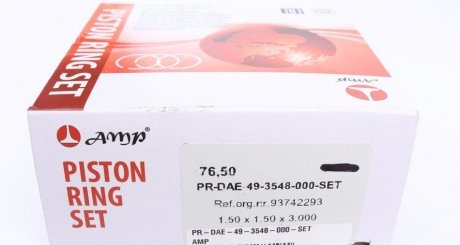 PISTON RING SET
AMP®
PISTON
RING
SET
76,50
PR-DAE-49-3548-000-SET
Ref.org.nr.93742293
1.50 x 1.50 x 3.000
PR-DAE-49-3548-000-SET
AMP